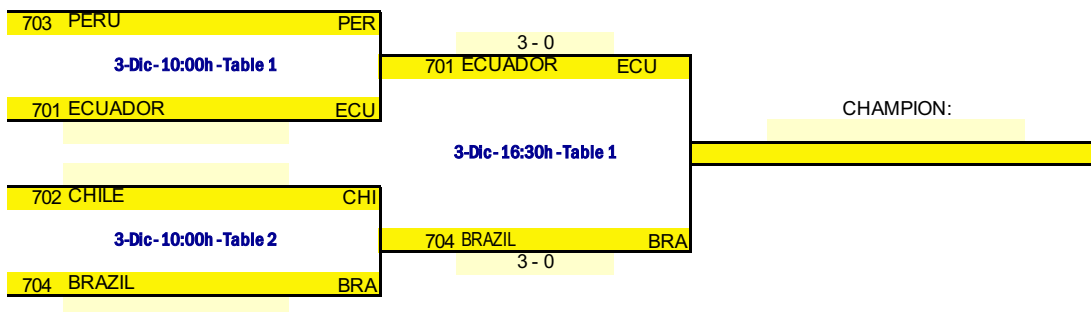 703 PERU PER
3-Dic-10:00h-Table 1
701 ECUADOR ECU
702 CHILE CHI
3-Dic-10:00h-Table 2
704 BRAZIL BRA
3 - 0
701 ECUADOR ECU
3-Dic-16:30h-Table 1
704 BRAZIL BRA
3 - 0
CHAMPION: